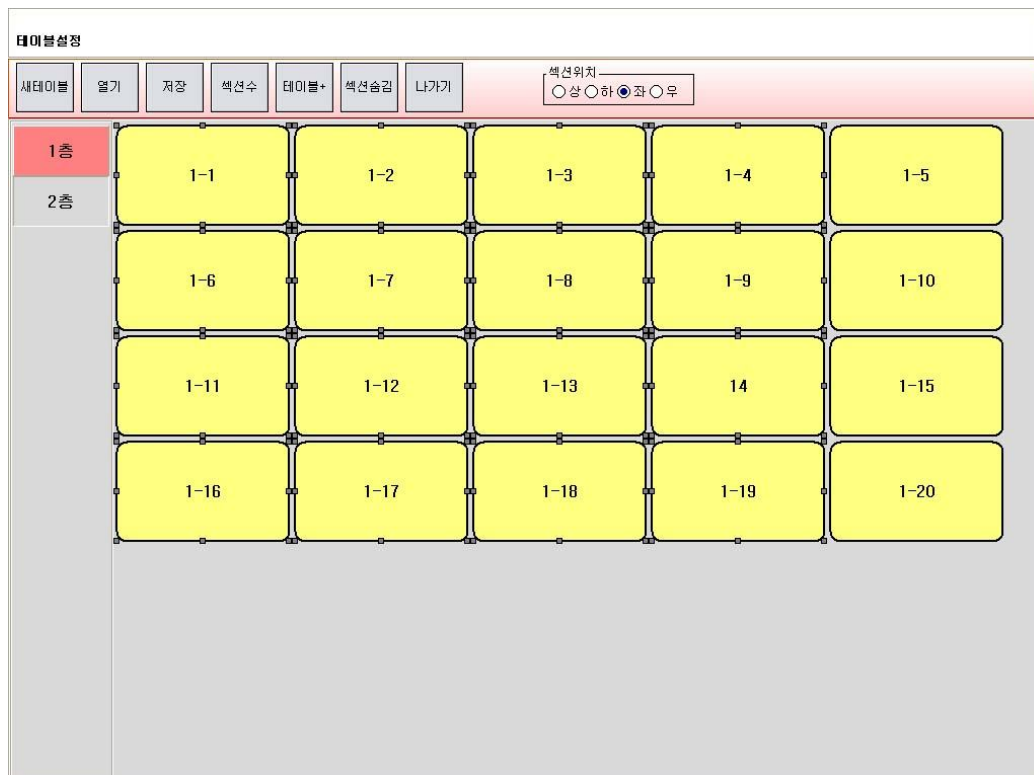 테이블설정
새테이블 열기 저장 섹션수 테이블+ 섹션숨김 나가기
섹션위치
상 하 좌 우
1층
2층
1-1 1-2 1-3 1-4 1-5
1-6 1-7 1-8 1-9 1-10
1-11 1-12 1-13 14 1-15
1-16 1-17 1-18 1-19 1-20